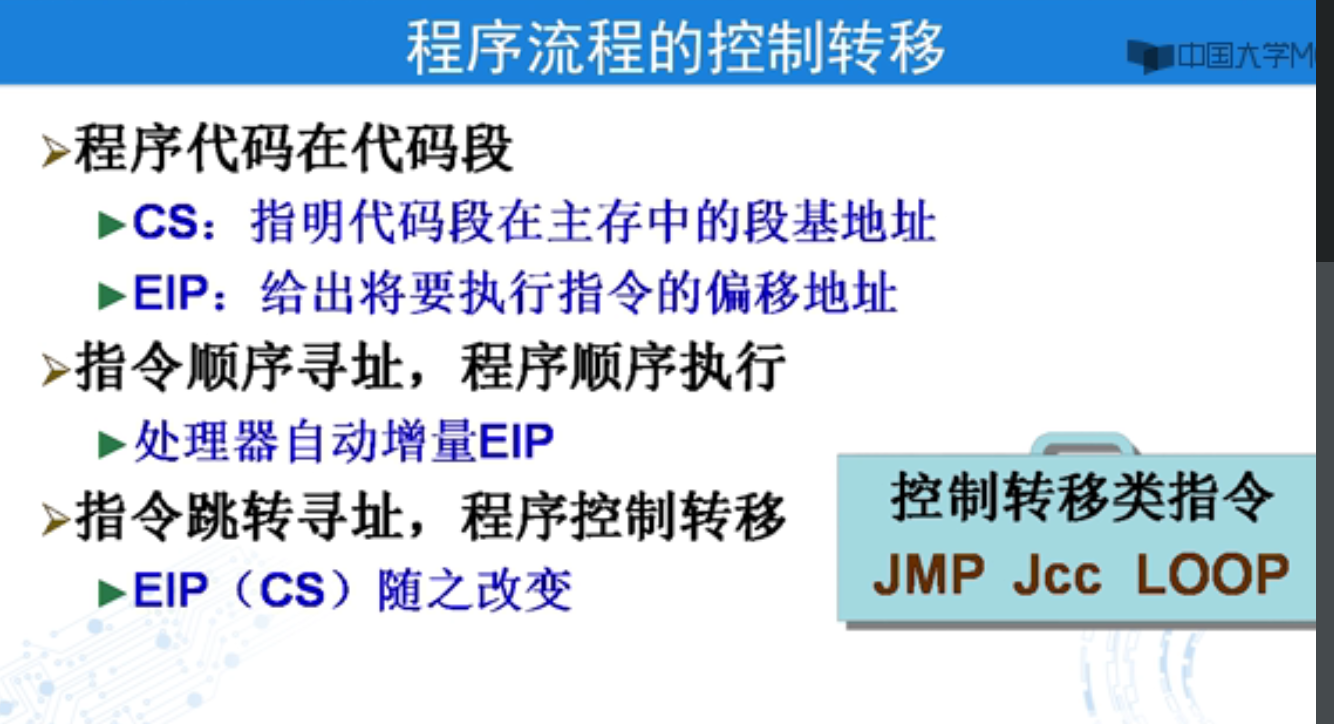 程序流程的控制转移
中国大学M
程序代码在代码段
CS：指明代码段在主存中的段基地址
EIP：给出将要执行指令的偏移地址
指令顺序寻址，程序顺序执行
处理器自动增量EIP
指令跳转寻址，程序控制转移
EIP（CS）随之改变
控制转移类指令
JMP Jcc LOOP